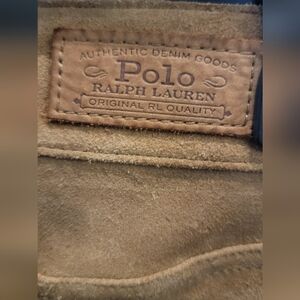 AUTHENTIC DENIM GOODS
Polo
RALPH LAUREN
ORIGINAL RL QUALITY